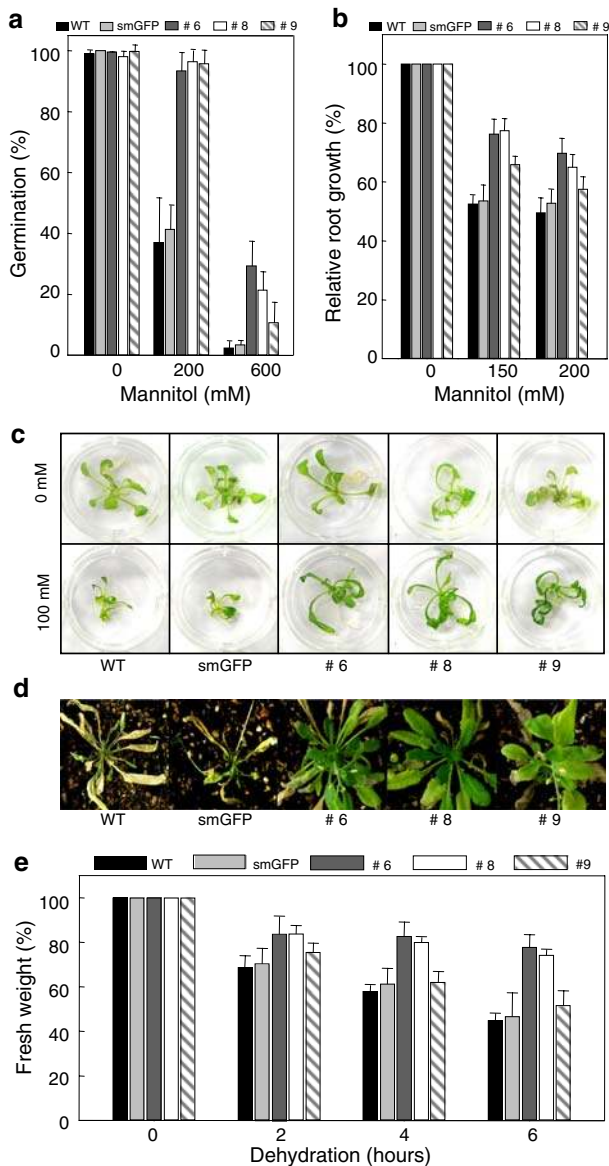 a
WT smGFP # 6 # 8 # 9
Germination (%)
100
80
60
40
20
0
0 200 600
Mannitol (mM)
b
WT smGFP # 6 # 8 # 9
Relative root growth (%)
100
80
60
40
20
0
0 150 200
Mannitol (mM)
c
0 mM
100 mM
WT smGFP # 6 # 8 # 9
d
WT smGFP # 6 # 8 # 9
e
WT smGFP # 6 # 8 #9
Fresh weight (%)
100
80
60
40
20
0
0 2 4 6
Dehydration (hours)